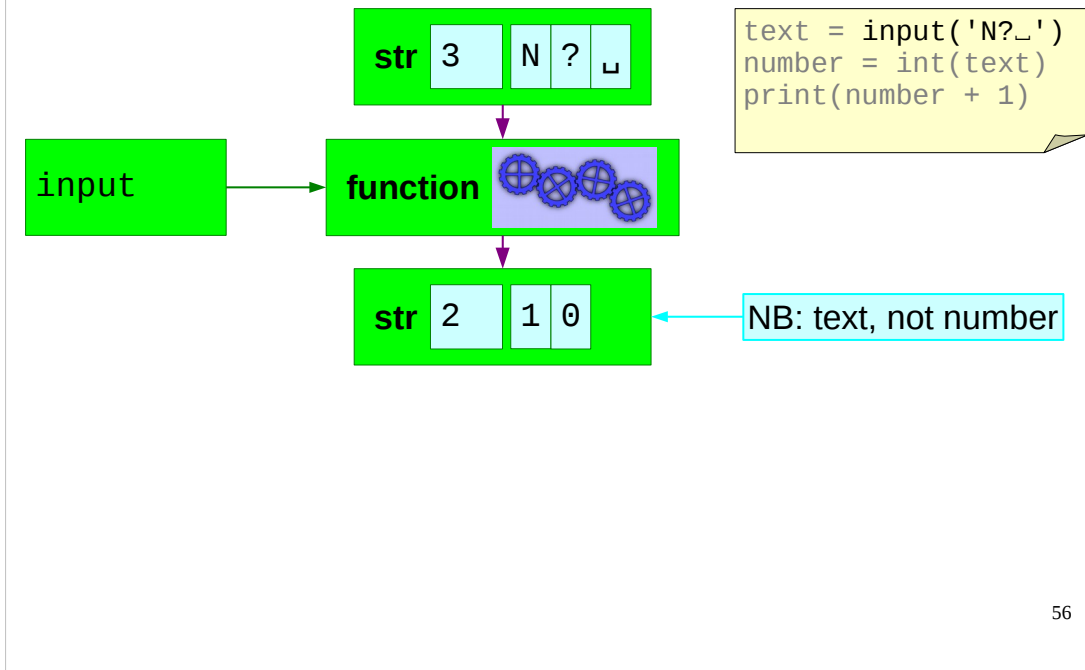 str 3 N ? ␣
text = input('N?␣')
number = int(text)
print(number + 1)
input
function
str 2 1 0
NB: text, not number
56